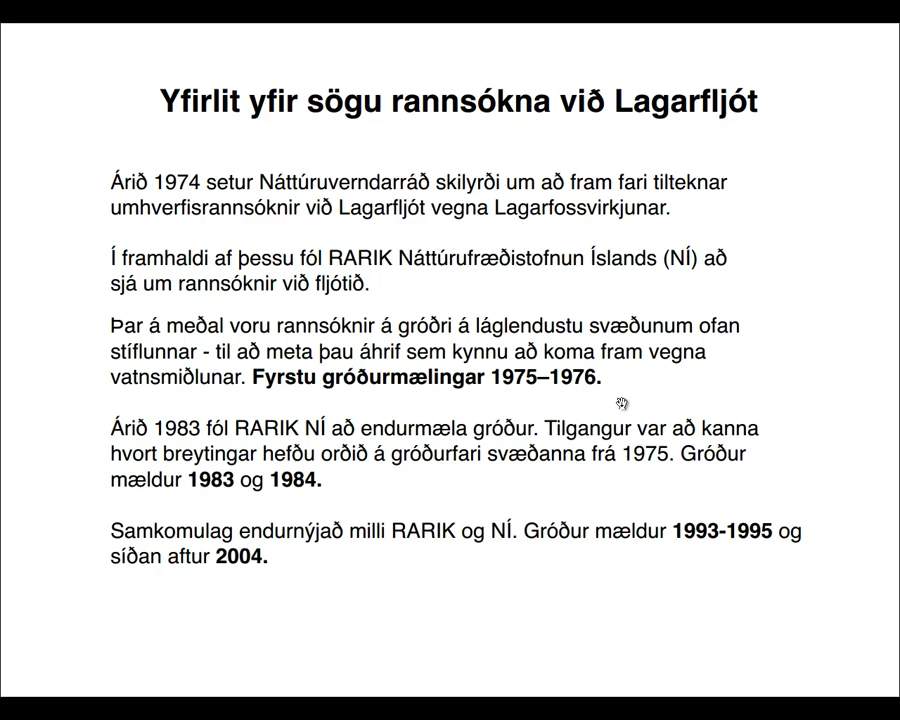 Yfirlit yfir sögu rannsókna við Lagarfljót
Árið 1974 setur Náttúruverndarráð skilyrði um að fram fari tilteknar
umhverfisrannsóknir við Lagarfljót vegna Lagarfossvirkjunar.
Í framhaldi af þessu fól RARIK Náttúrufræðistofnun Íslands (NÍ) að
sjá um rannsóknir við fljótið.
Þar á meðal voru rannsóknir á gróðri á láglendustu svæðunum ofan
stíflunnar - til að meta þau áhrif sem kynnu að koma fram vegna
vatnsmiðlunar. Fyrstu gróðurmælingar 1975–1976.
Árið 1983 fól RARIK NÍ að endurmæla gróður. Tilgangur var að kanna
hvort breytingar hefðu orðið á gróðurfari svæðanna frá 1975. Gróður
mældur 1983 og 1984.
Samkomulag endurnýjað milli RARIK og NÍ. Gróður mældur 1993-1995 og
síðan aftur 2004.